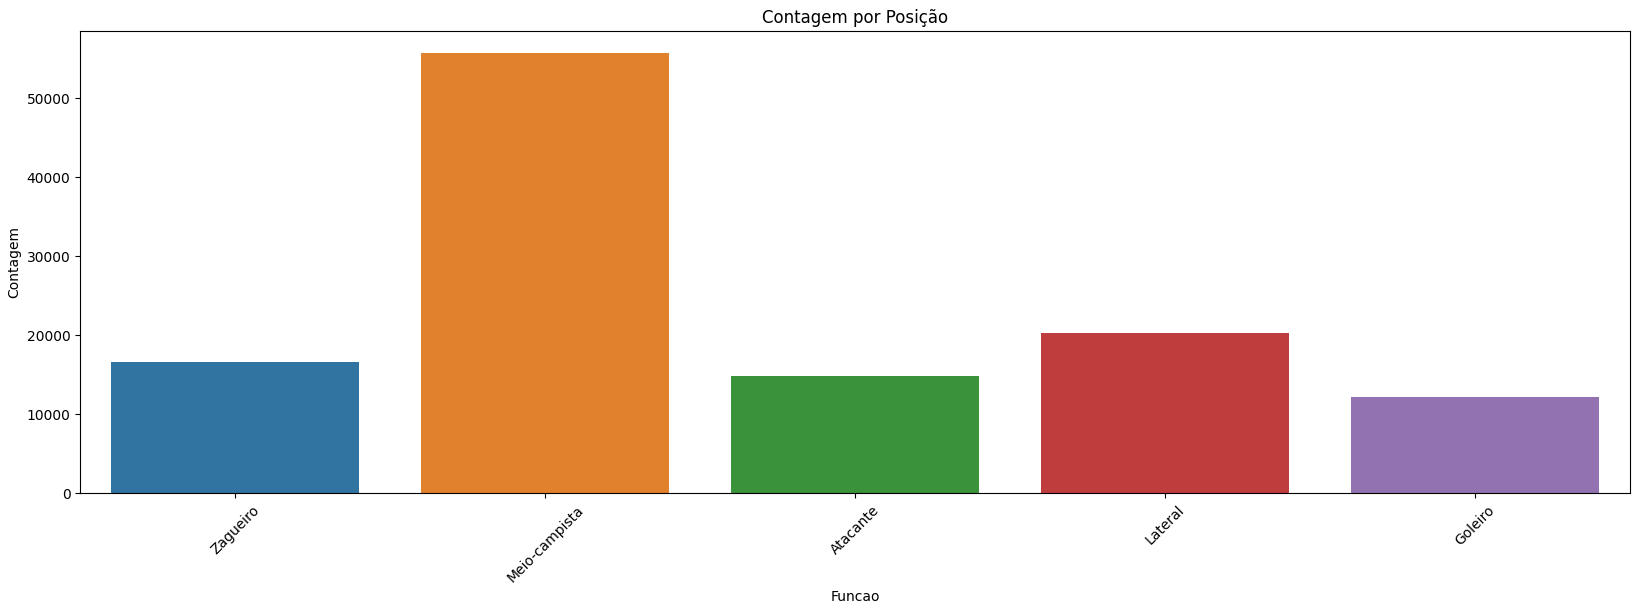 Contagem por Posição
Contagem
50000
40000
30000
20000
10000
0
Zagueiro
Meio-campista
Atacante
Lateral
Goleiro
Funcao